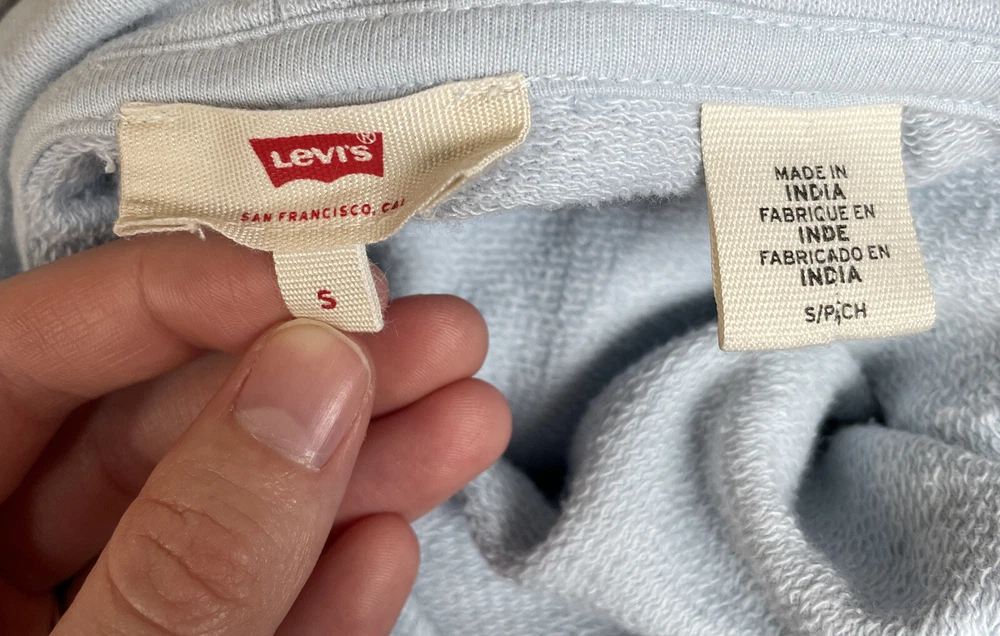 Levi's®
SAN FRANCISCO, CAL
S
MADE IN
INDIA
FABRIQUE EN
INDE
FABRICADO EN
INDIA
S/P;CH